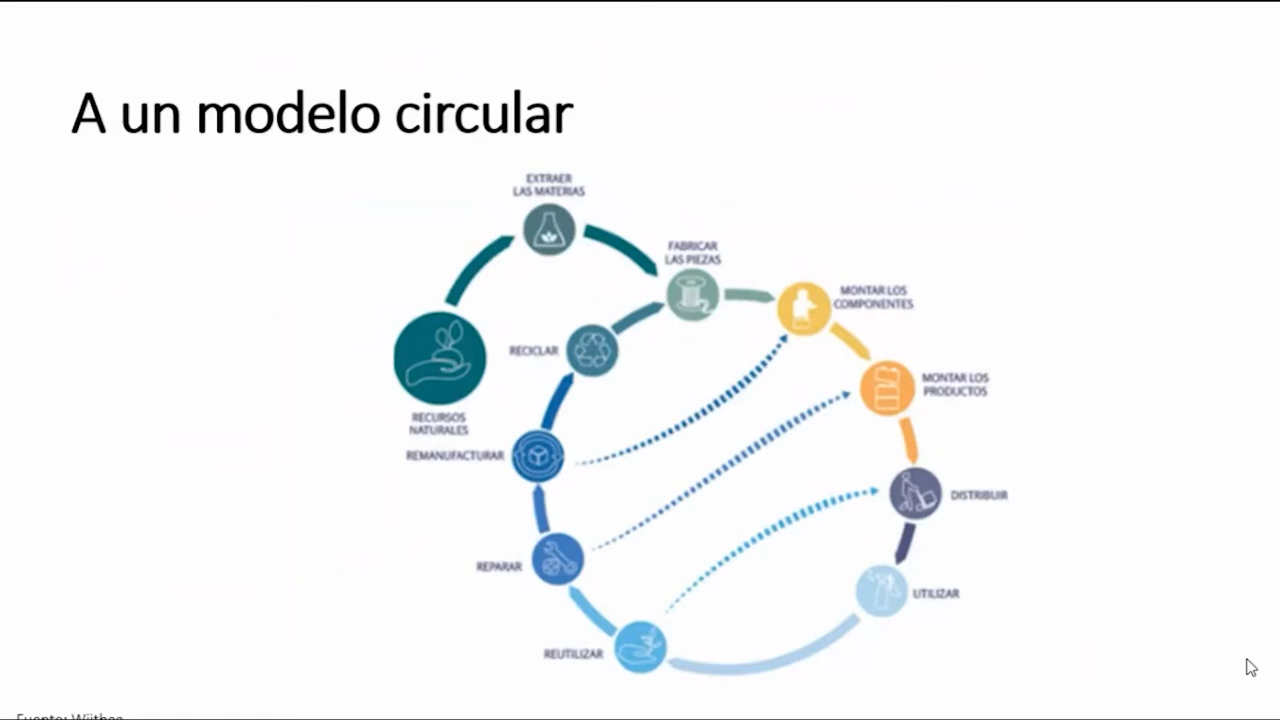 A un modelo circular
EXTRAER
LAS MATERIAS
FABRICAR
LAS PIEZAS
MONTAR LOS
COMPONENTES
RECICLAR
MONTAR LOS
PRODUCTOS
RECURSOS
NATURALES
REMANUFACTURAR
DISTRIBUIR
REPARAR
UTILIZAR
REUTILIZAR
Fuente: